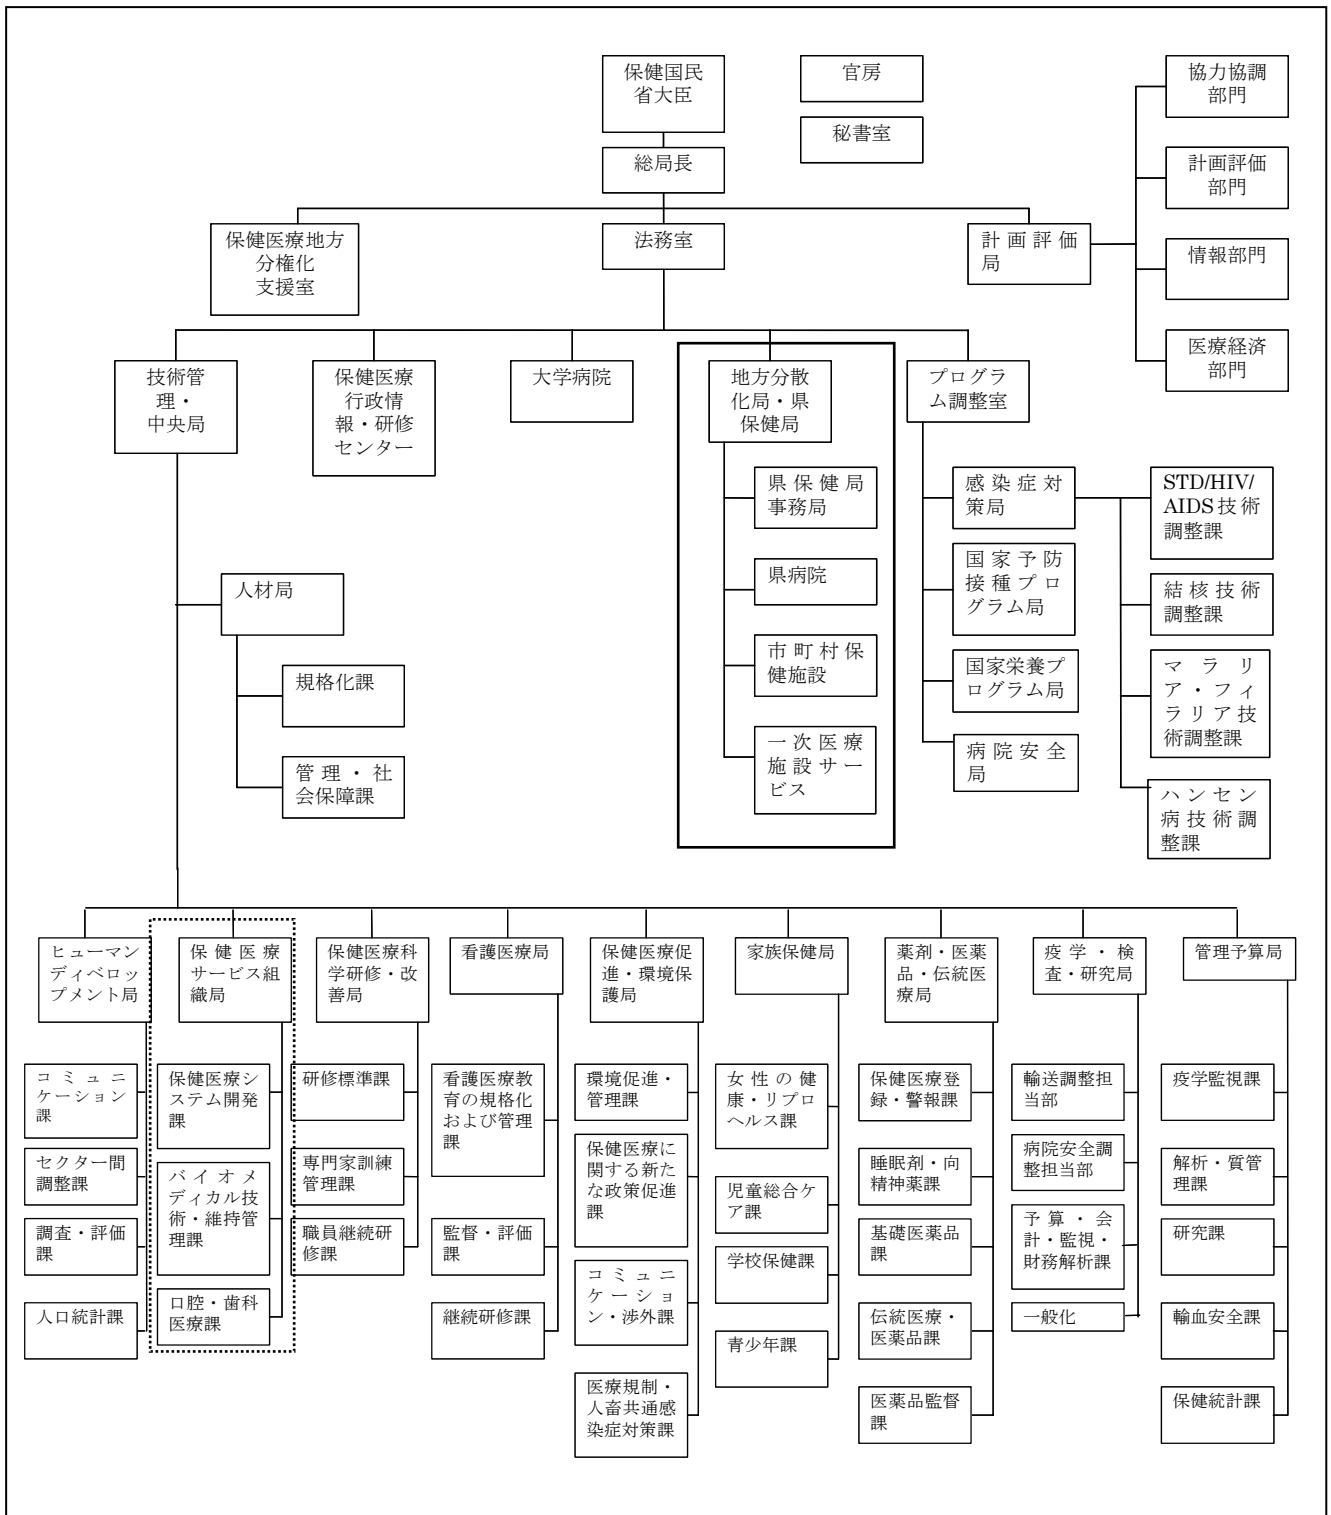 保健国民
省大臣
官房
秘書室
総局長
協力協調
部門
計画評価
部門
情報部門
医療経済
部門
保健医療地方
分権化
支援室
法務室
計画評価
局
技術管
理・
中央局
保健医療
行政情
報・研修
センター
大学病院
地方分散
化局・県
保健局
プログラ
ム調整室
県保健局
事務局
県病院
市町村保
健施設
一次医療
施設サー
ビス
感染症対
策局
国家予防
接種プロ
グラム局
国家栄養プ
ログラム局
病院安全
局
STD/HIV/
AIDS技術
調整課
結核技術
調整課
マラリ
ア・フィ
ラリア技
術調整課
ハンセン
病技術調
整課
人材局
規格化課
管理・社
会保障課
ヒューマン
ディベロッ
プメント局
コミュニ
ケーション
課
セクター間
調整課
調査・評価
課
人口統計課
保健医療
サービス組
織局
保健医療シ
ステム開発
課
バイオメ
ディカル技
術・維持管
理課
口腔・歯科
医療課
保健医療科
学研修・改
善局
研修標準課
専門家訓練
管理課
職員継続研
修課
看護医療局
看護医療教
育の規格化
および管理
課
監督・評価
課
継続研修課
保健医療促
進・環境保
護局
環境促進・
管理課
保健医療に
関する新た
な政策促進
課
コミュニ
ケーショ
ン・渉外課
医療規制・
人畜共通感
染症対策課
家族保健局
女性の健
康・リプロ
ヘルス課
児童総合ケ
ア課
学校保健課
青少年課
薬剤・医薬
品・伝統医
療局
保健医療登
録・警報課
睡眠剤・向
精神薬課
基礎医薬品
課
伝統医療・
医薬品課
医薬品監督
課
疫学・検
査・研究局
輸送調整担
当部
病院安全調
整担当部
予算・会
計・監視・
財務解析課
一般化
管理予算局
疫学監視課
解析・質管
理課
研究課
輸血安全課
保健統計課